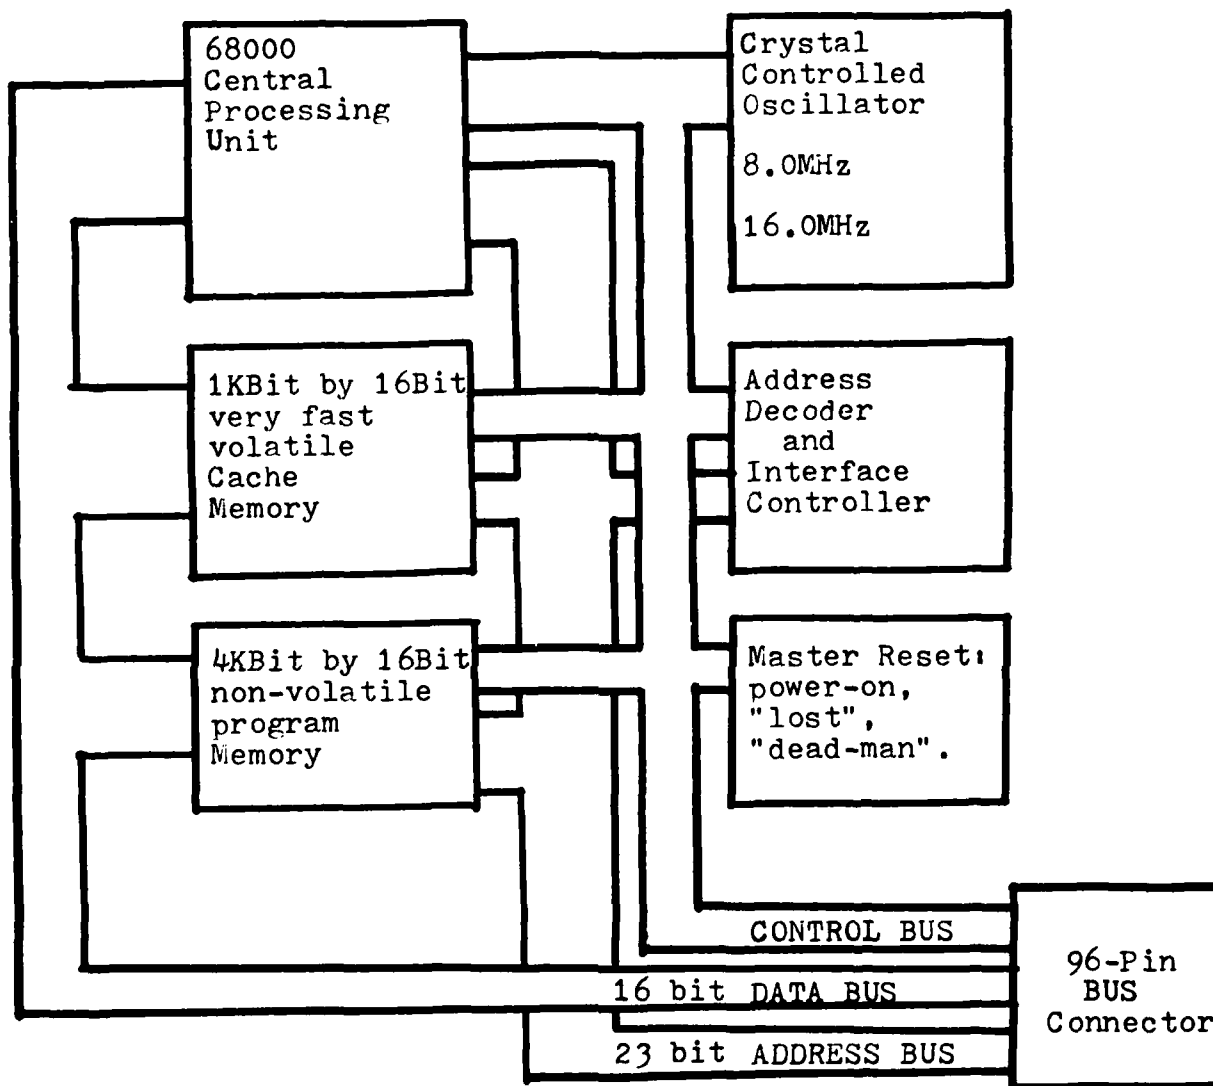 68000
Central
Processing
Unit
Crystal
Controlled
Oscillator
8.0MHz
16.0MHz
1KBit by 16Bit
very fast
volatile
Cache
Memory
Address
Decoder
and
Interface
Controller
4KBit by 16Bit
non-volatile
program
Memory
Master Reset:
power-on,
"lost",
"dead-man".
CONTROL BUS
16 bit DATA BUS
23 bit ADDRESS BUS
96-Pin
BUS
Connector